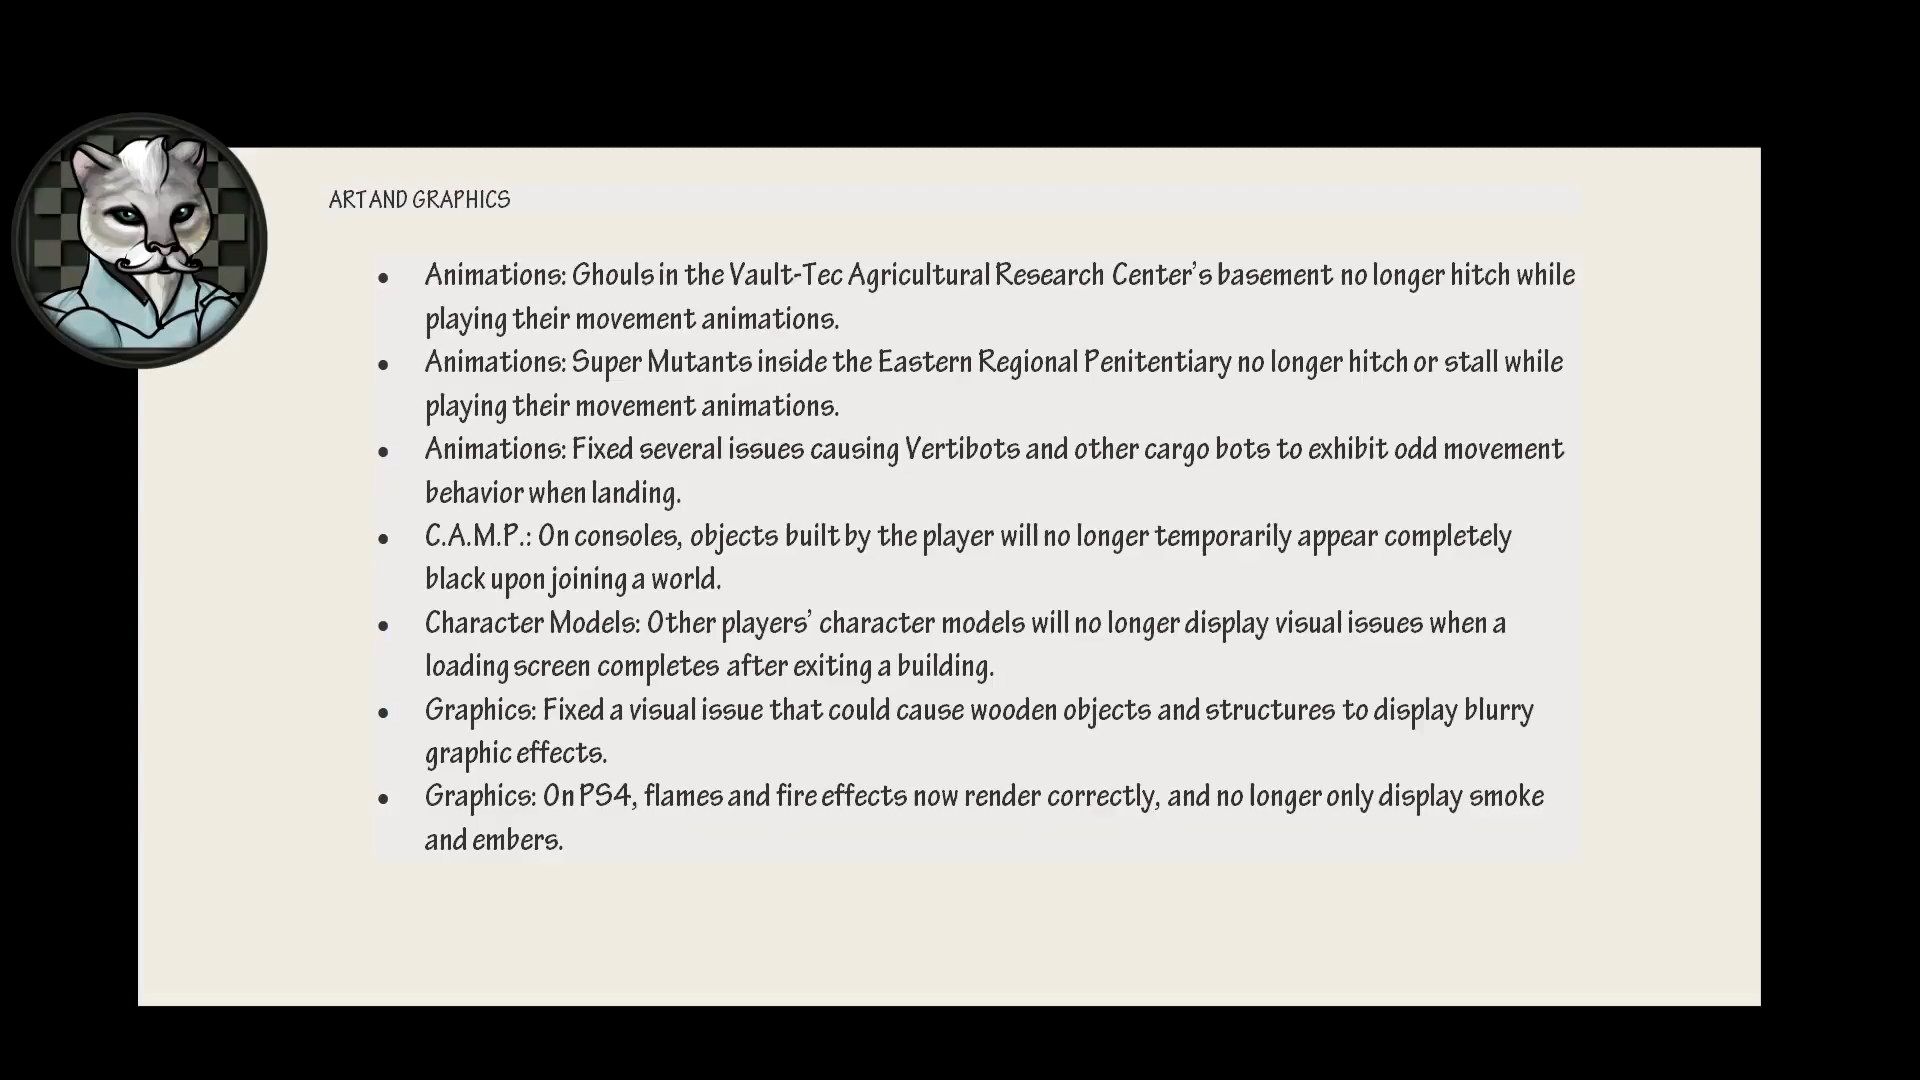 ART AND GRAPHICS
• Animations: Ghouls in the Vault-Tec Agricultural Research Center’s basement no longer hitch while
playing their movement animations.
• Animations: Super Mutants inside the Eastern Regional Penitentiary no longer hitch or stall while
playing their movement animations.
• Animations: Fixed several issues causing Vertibots and other cargo bots to exhibit odd movement
behavior when landing.
• C.A.M.P.: On consoles, objects built by the player will no longer temporarily appear completely
black upon joining a world.
• Character Models: Other players’ character models will no longer display visual issues when a
loading screen completes after exiting a building.
• Graphics: Fixed a visual issue that could cause wooden objects and structures to display blurry
graphic effects.
• Graphics: On PS4, flames and fire effects now render correctly, and no longer only display smoke
and embers.